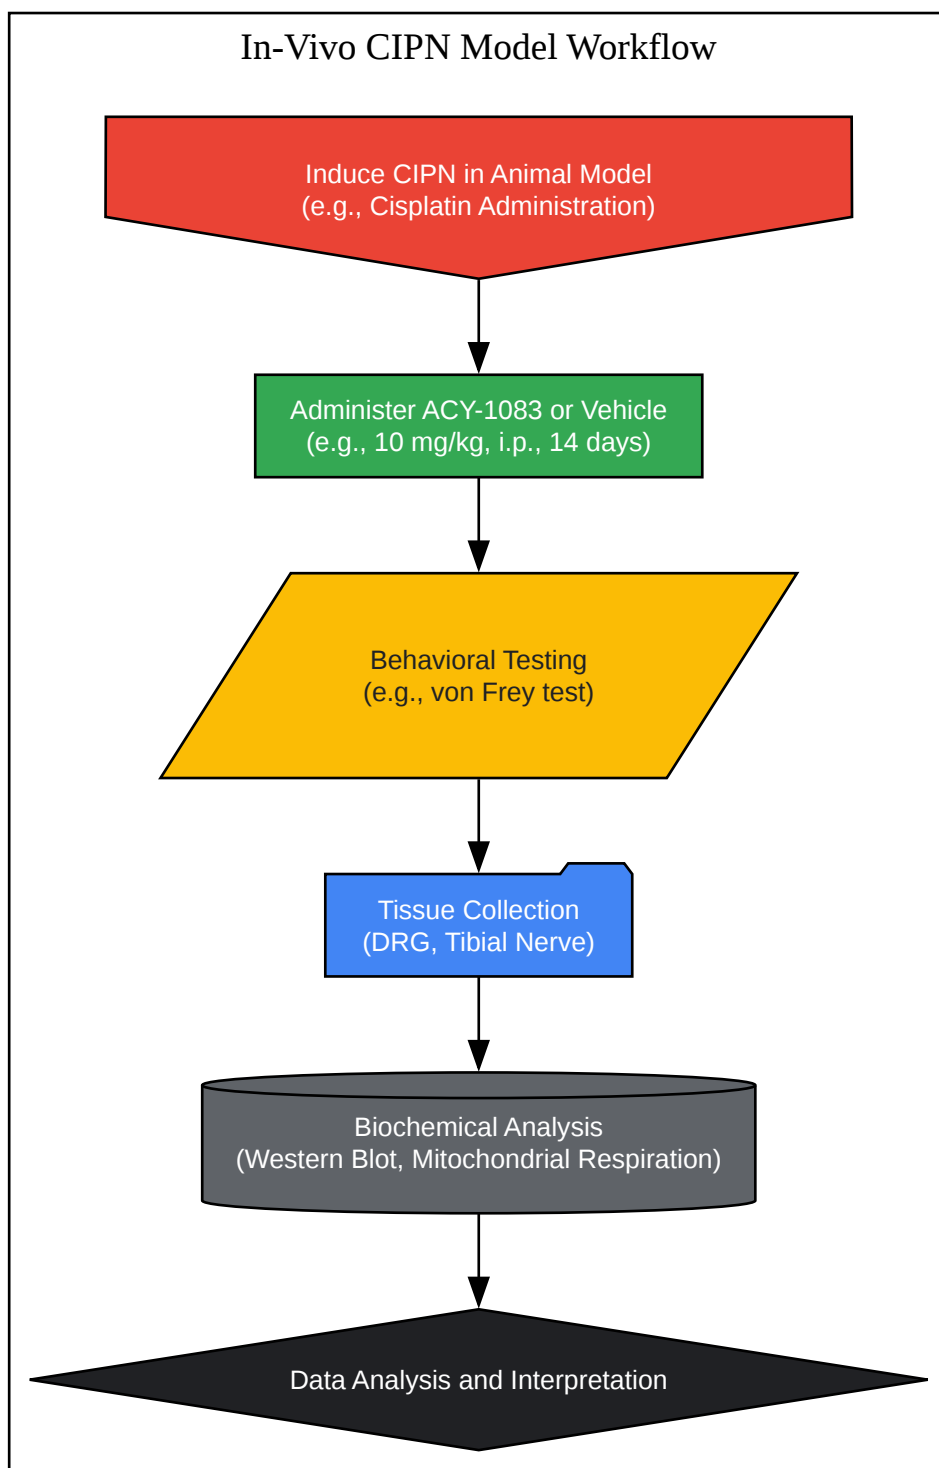 In-Vivo CIPN Model Workflow
Induce CIPN in Animal Model
(e.g., Cisplatin Administration)
Administer ACY-1083 or Vehicle
(e.g., 10 mg/kg, i.p., 14 days)
Behavioral Testing
(e.g., von Frey test)
Tissue Collection
(DRG, Tibial Nerve)
Biochemical Analysis
(Western Blot, Mitochondrial Respiration)
Data Analysis and Interpretation